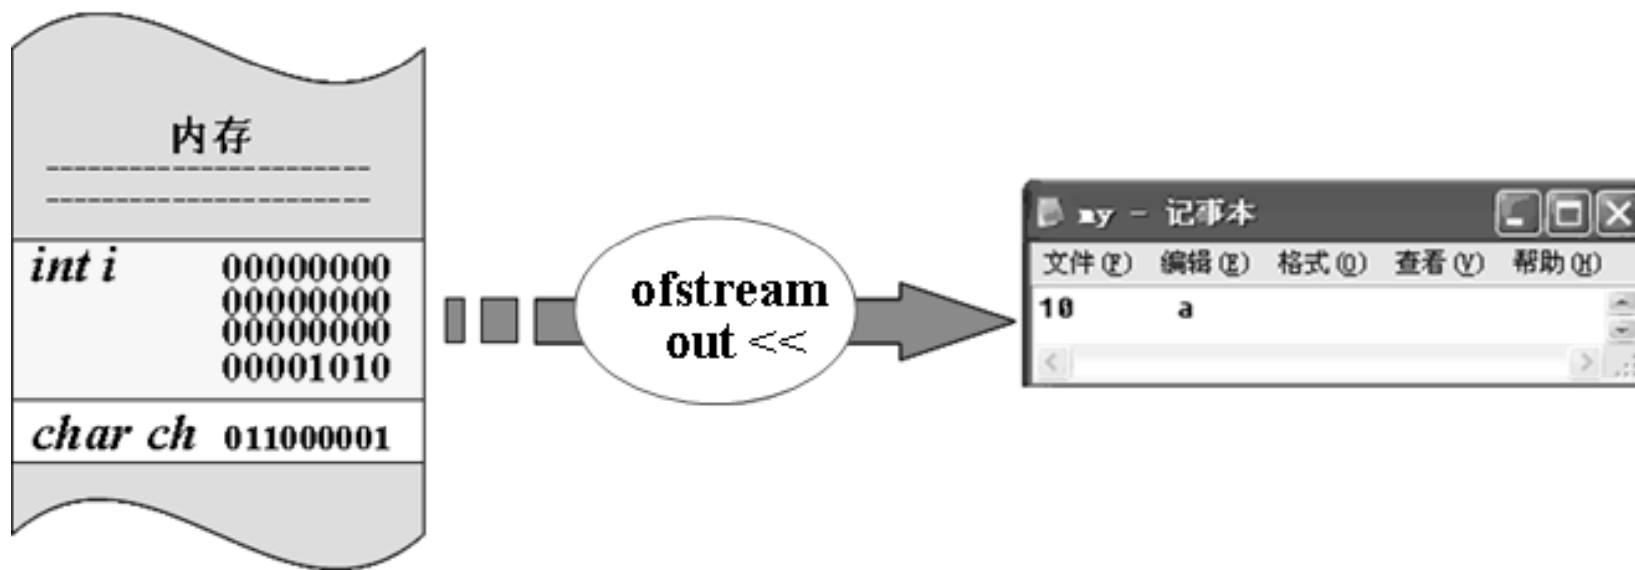 内存
int i 00000000
00000000
00000000
00001010
char ch 011000001
ofstream
out <<
my - 记事本
文件(F) 编辑(E) 格式(O) 查看(V) 帮助(H)
10 a